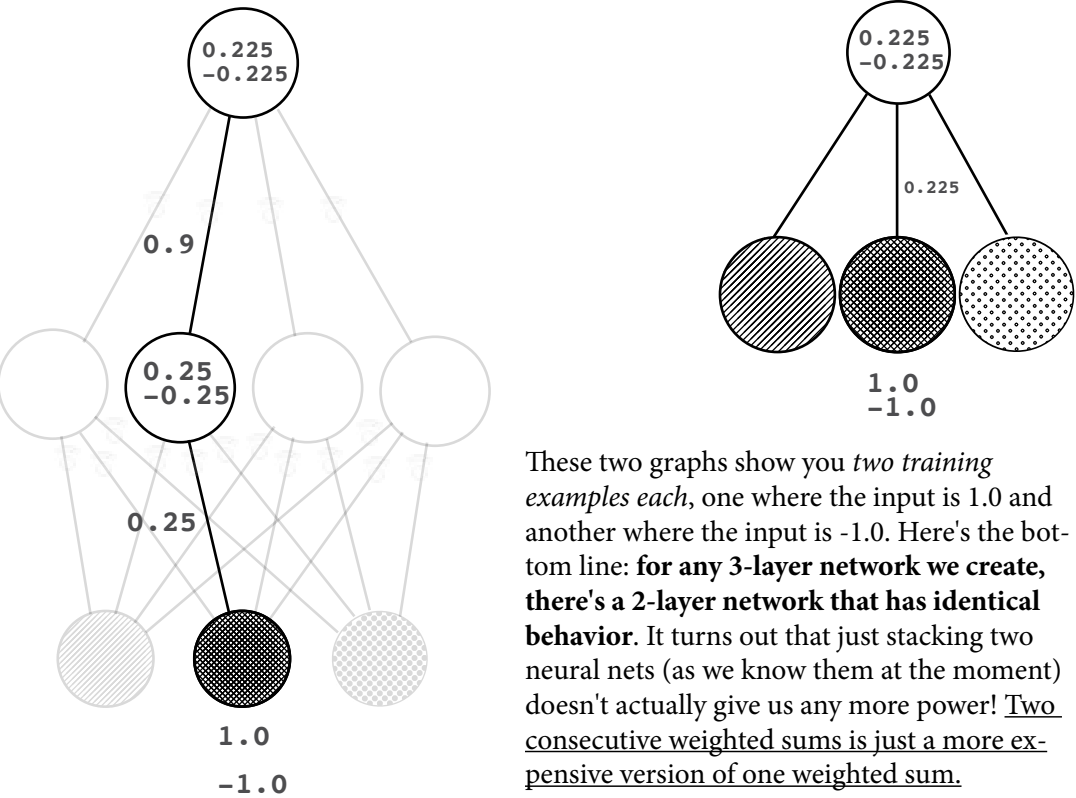 0.225
-0.225
0.9
0.25
-0.25
0.25
1.0
-1.0
0.225
-0.225
0.225
1.0
-1.0
These two graphs show you two training
examples each, one where the input is 1.0 and
another where the input is -1.0. Here's the bot-
tom line: for any 3-layer network we create,
there's a 2-layer network that has identical
behavior. It turns out that just stacking two
neural nets (as we know them at the moment)
doesn't actually give us any more power! Two
consecutive weighted sums is just a more ex-
pensive version of one weighted sum.